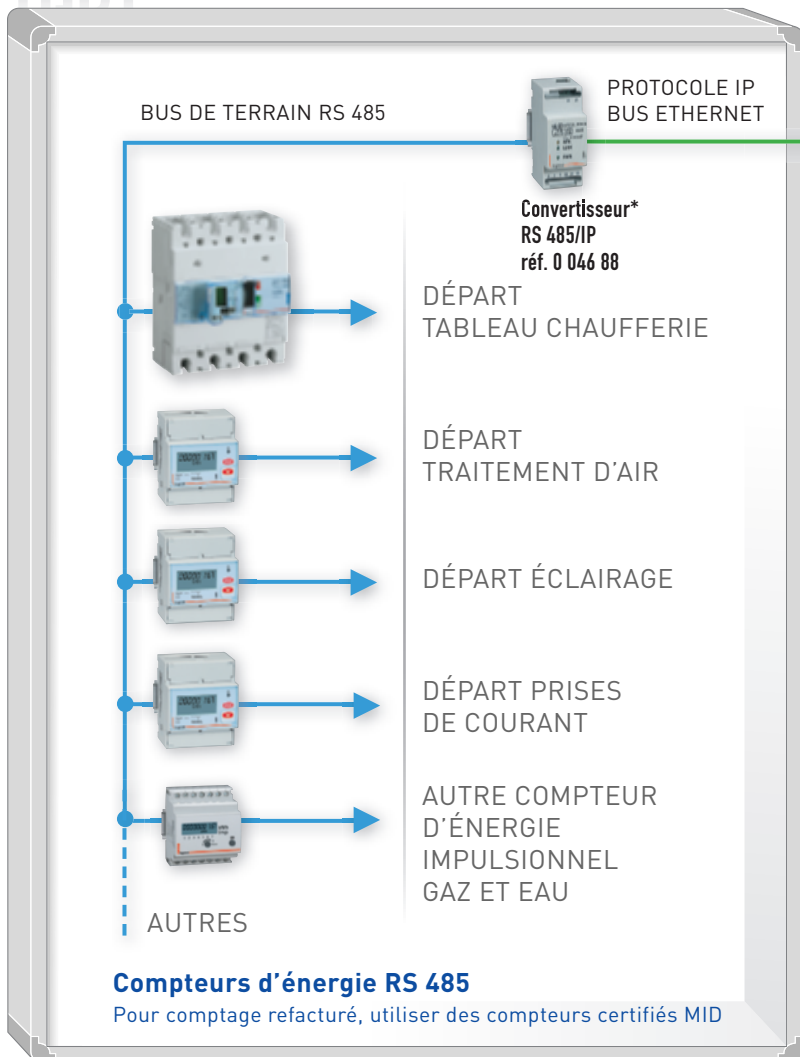 PROTOCOLE IP
BUS ETHERNET
BUS DE TERRAIN RS 485
Convertisseur*
RS 485/IP
réf. 0 046 88
DÉPART
TABLEAU CHAUFFERIE
DÉPART
TRAITEMENT D’AIR
DÉPART ÉCLAIRAGE
DÉPART PRISES
DE COURANT
AUTRE COMPTEUR
D’ÉNERGIE
IMPULSIONNEL
GAZ ET EAU
AUTRES
Compteurs d’énergie RS 485
Pour comptage refacturé, utiliser des compteurs certifiés MID